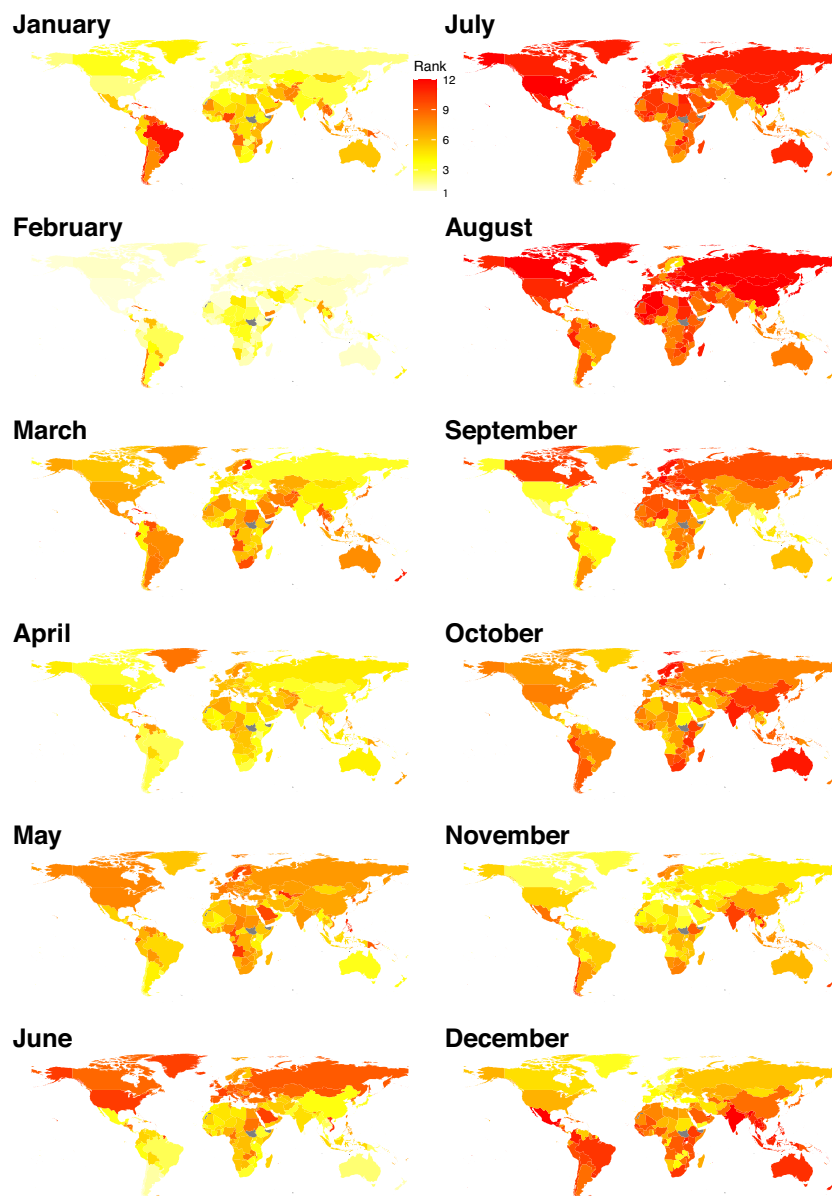 January
July
Rank
12
9
6
3
1
February
August
March
September
April
October
May
November
June
December